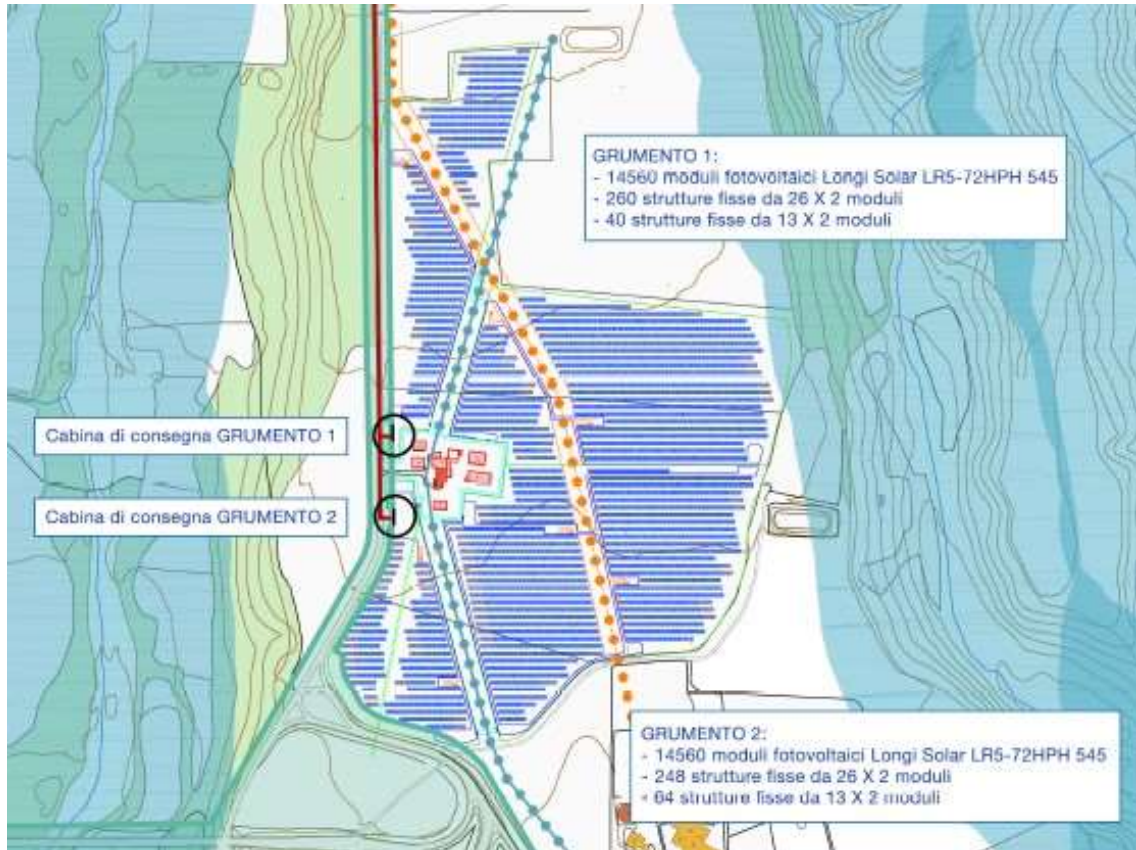 GRUMENTO 1:
- 14560 moduli fotovoltaici Longi Solar LR5-72HPH 545
- 260 strutture fisse da 26 X 2 moduli
- 40 strutture fisse da 13 X 2 moduli
Cabina di consegna GRUMENTO 1
Cabina di consegna GRUMENTO 2
GRUMENTO 2:
- 14560 moduli fotovoltaici Longi Solar LR5-72HPH 545
- 248 strutture fisse da 26 X 2 moduli
- 64 strutture fisse da 13 X 2 moduli